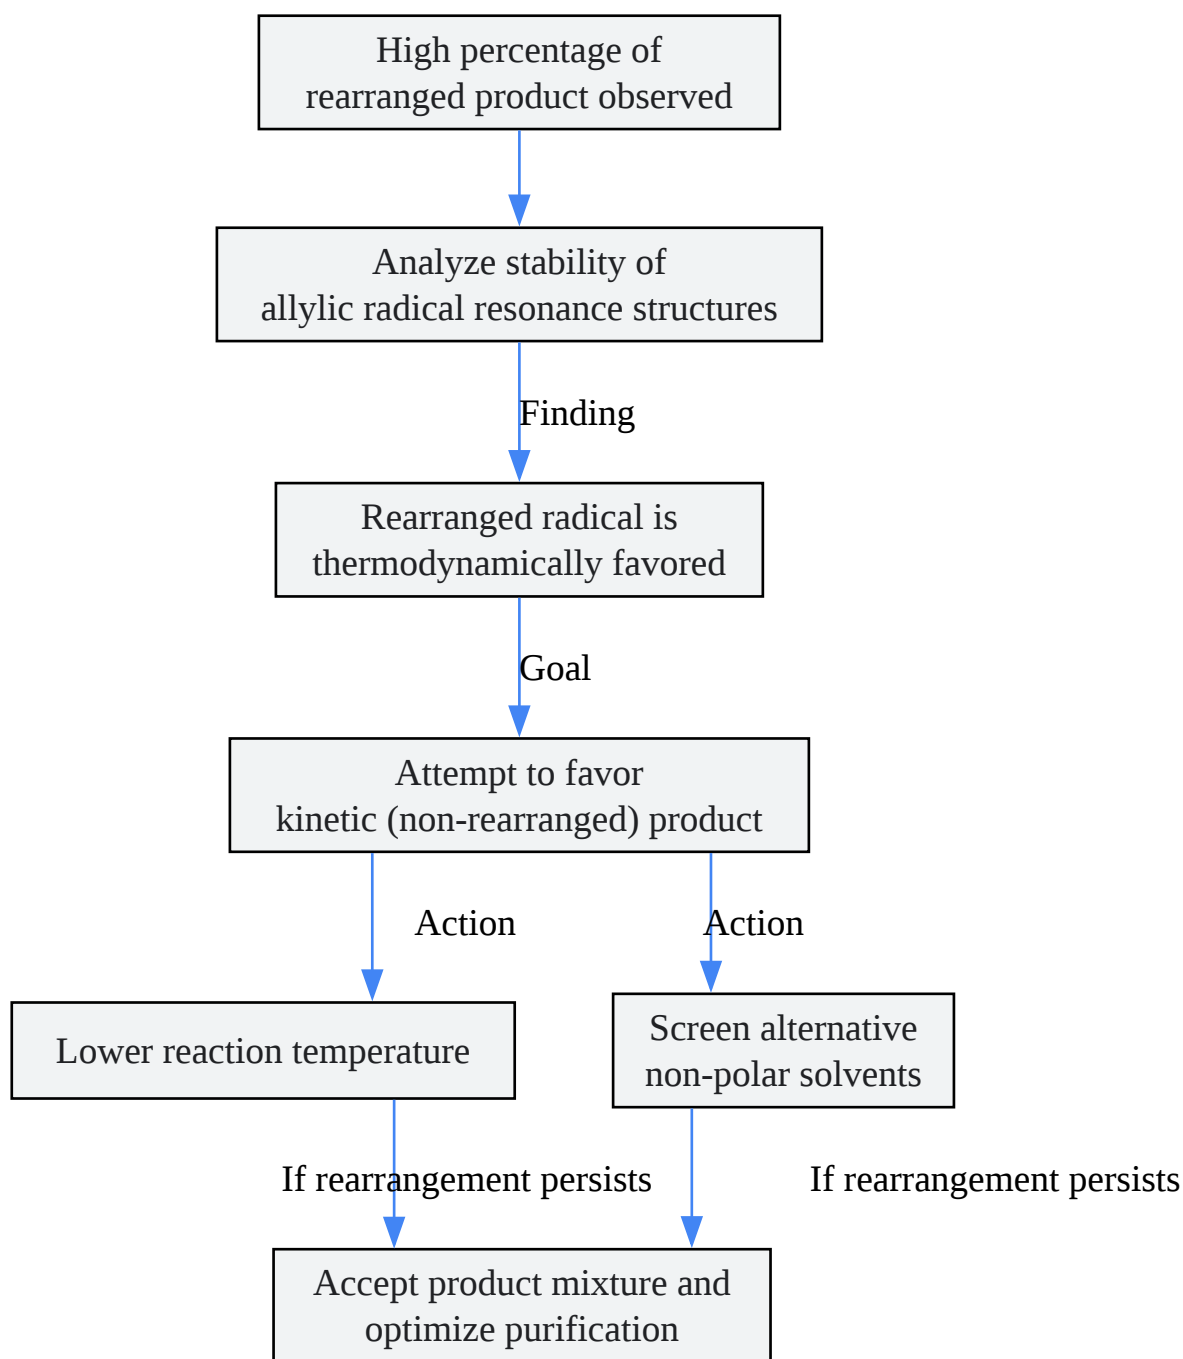 High percentage of
rearranged product observed
Analyze stability of
allylic radical resonance structures
Finding
Rearranged radical is
thermodynamically favored
Goal
Attempt to favor
kinetic (non-rearranged) product
Action
Action
Lower reaction temperature
Screen alternative
non-polar solvents
If rearrangement persists
If rearrangement persists
Accept product mixture and
optimize purification